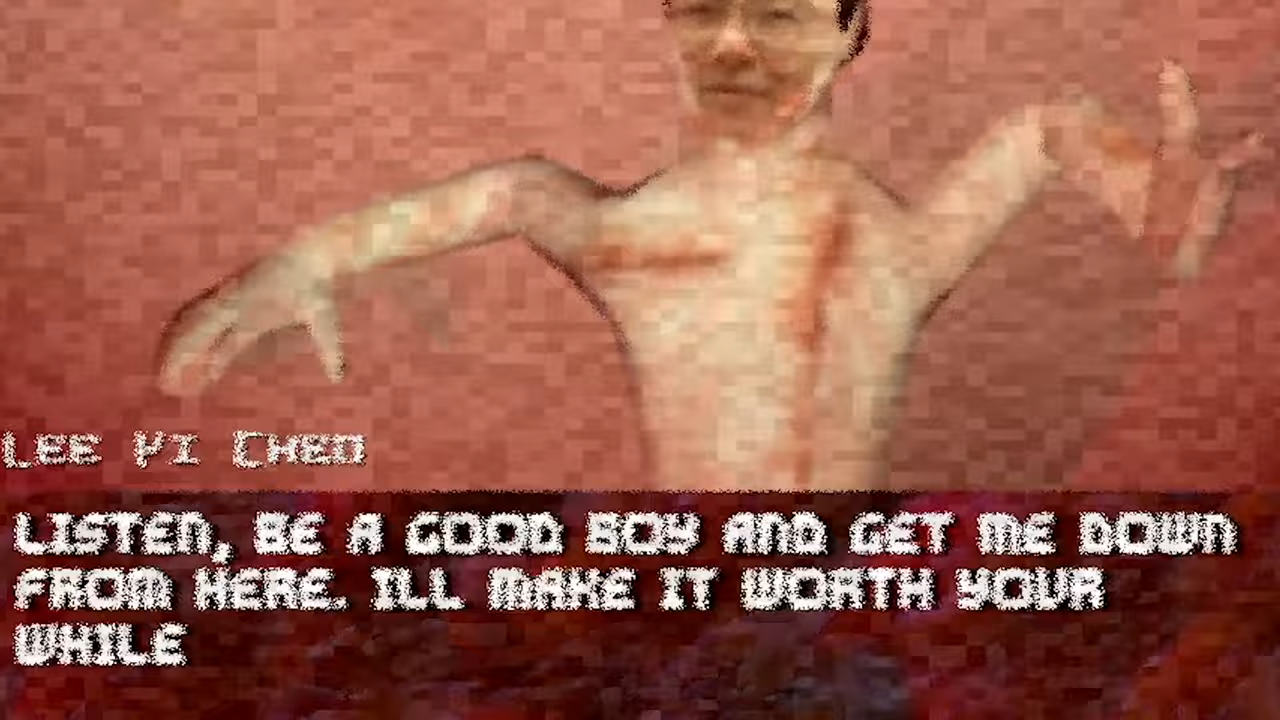 LEE YI CHEN
LISTEN, BE A GOOD BOY AND GET ME DOWN
FROM HERE. ILL MAKE IT WORTH YOUR
WHILE